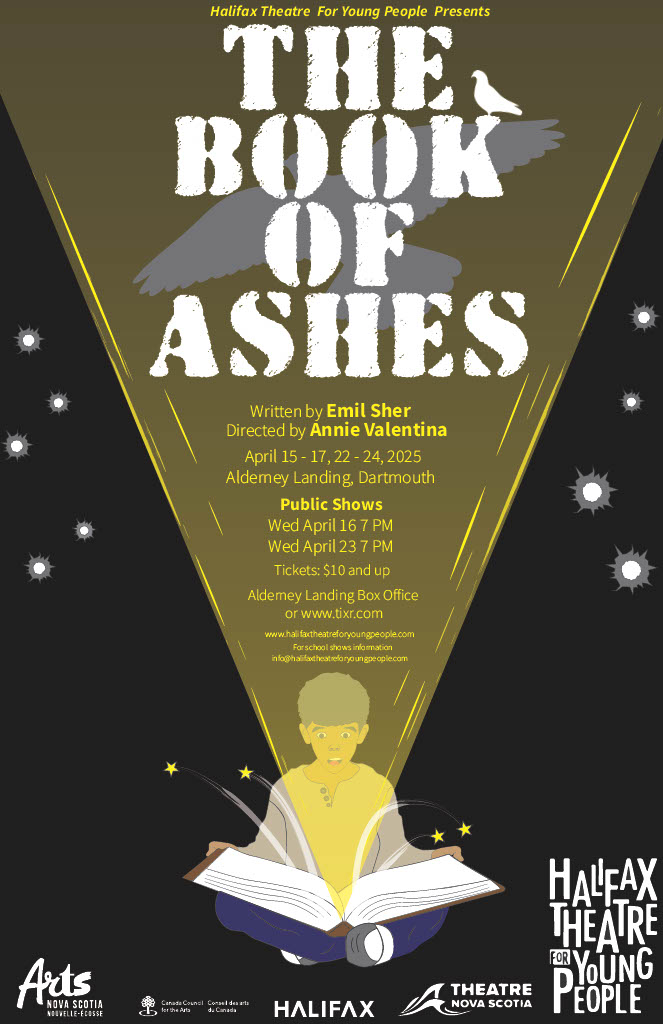 Halifax Theatre For Young People Presents
THE
BOOK
OF
ASHES
Written by Emil Sher
Directed by Annie Valentina
April 15 - 17, 22 - 24, 2025
Alderney Landing, Dartmouth
Public Shows
Wed April 16 7 PM
Wed April 23 7 PM
Tickets: $10 and up
Alderney Landing Box Office
or www.tixr.com
www.halifaxtheatreforyoungpeople.com
For school shows information
info@halifaxtheatreforyoungpeople.com
HALIFAX
THEATRE
FOR YOUNG
PEOPLE
Arts
NOVA SCOTIA
NOUVELLE-ÉCOSSE
Canada Council Conseil des arts
for the Arts du Canada
HALIFAX
THEATRE
NOVA SCOTIA